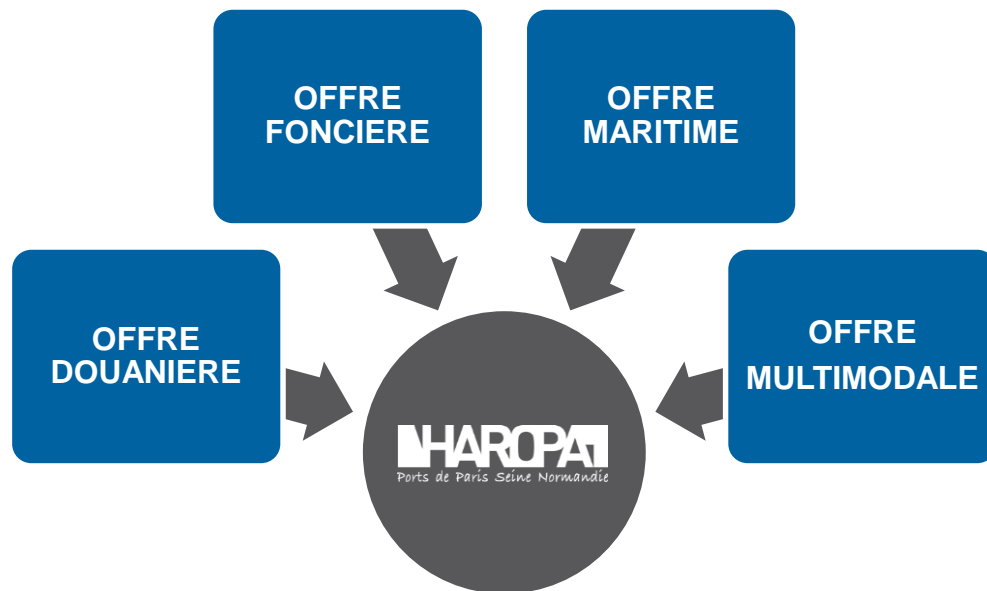 OFFRE
FONCIERE
OFFRE
MARITIME
OFFRE
DOUANIERE
OFFRE
MULTIMODALE
HAROPA
Ports de Paris Seine Normandie